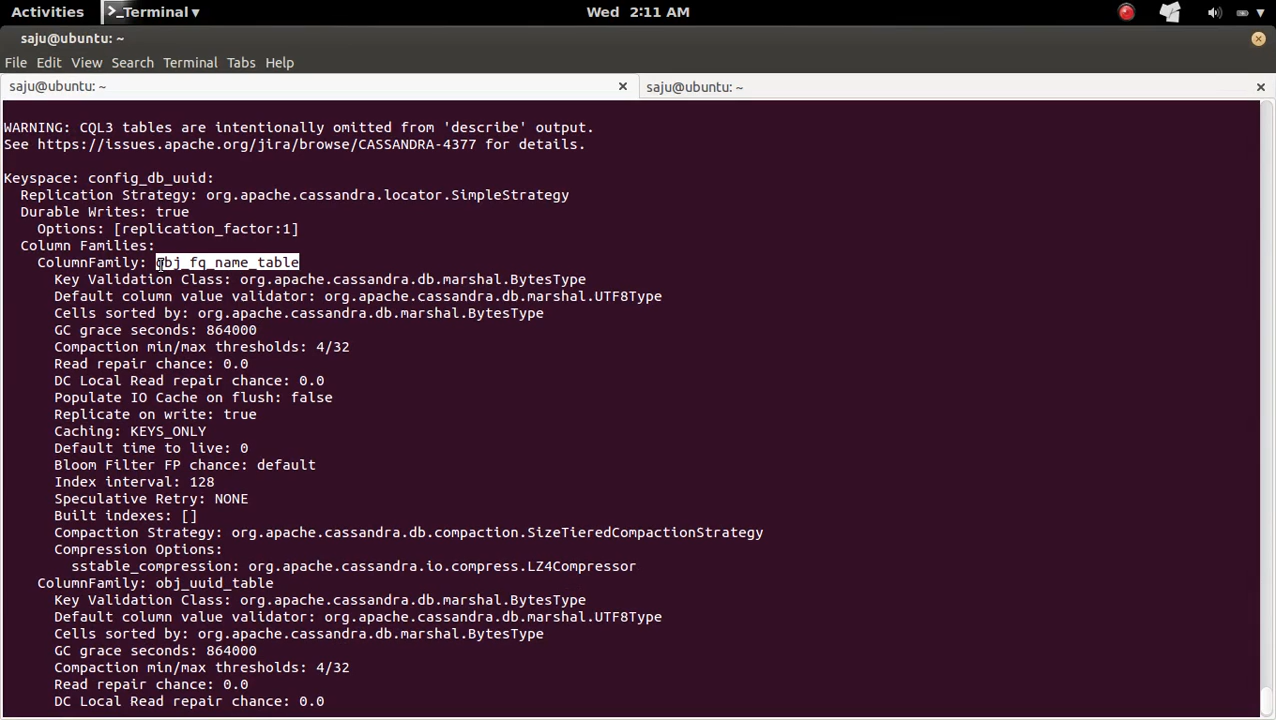 Activities Terminal Wed 2:11 AM
saju@ubuntu: ~
File Edit View Search Terminal Tabs Help
saju@ubuntu: ~ saju@ubuntu: ~
WARNING: CQL3 tables are intentionally omitted from 'describe' output.
See https://issues.apache.org/jira/browse/CASSANDRA-4377 for details.
Keyspace: config_db_uuid:
Replication Strategy: org.apache.cassandra.locator.SimpleStrategy
Durable Writes: true
Options: [replication_factor:1]
Column Families:
ColumnFamily: obj_fq_name_table
Key Validation Class: org.apache.cassandra.db.marshal.BytesType
Default column value validator: org.apache.cassandra.db.marshal.UTF8Type
Cells sorted by: org.apache.cassandra.db.marshal.BytesType
GC grace seconds: 864000
Compaction min/max thresholds: 4/32
Read repair chance: 0.0
DC Local Read repair chance: 0.0
Populate IO Cache on flush: false
Replicate on write: true
Caching: KEYS_ONLY
Default time to live: 0
Bloom Filter FP chance: default
Index interval: 128
Speculative Retry: NONE
Built indexes: []
Compaction Strategy: org.apache.cassandra.db.compaction.SizeTieredCompactionStrategy
Compression Options:
sstable_compression: org.apache.cassandra.io.compress.LZ4Compressor
ColumnFamily: obj_uuid_table
Key Validation Class: org.apache.cassandra.db.marshal.BytesType
Default column value validator: org.apache.cassandra.db.marshal.UTF8Type
Cells sorted by: org.apache.cassandra.db.marshal.BytesType
GC grace seconds: 864000
Compaction min/max thresholds: 4/32
Read repair chance: 0.0
DC Local Read repair chance: 0.0